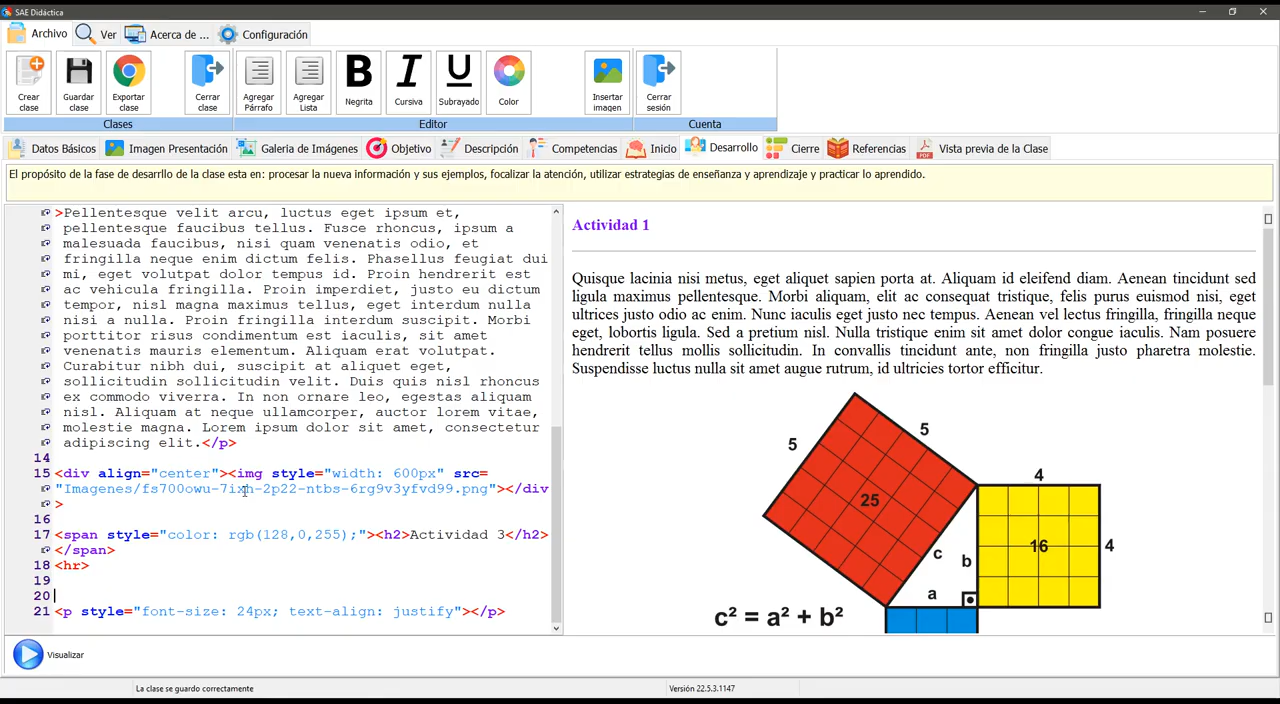 SAE Didáctica
Archivo Ver Acerca de ... Configuración
Crear clase
Guardar clase
Exportar clase
Cerrar clase
Agregar Párrafo
Agregar Lista
B Negrita
I Cursiva
U Subrayado
Color
Insertar imagen
Cerrar sesión
Clases Editor Cuenta
Datos Básicos Imagen Presentación Galeria de Imágenes Objetivo Descripción Competencias Inicio Desarrollo Cierre Referencias Vista previa de la Clase
El propósito de la fase de desarrllo de la clase esta en: procesar la nueva información y sus ejemplos, focalizar la atención, utilizar estrategias de enseñanza y aprendizaje y practicar lo aprendido.
>Pellentesque velit arcu, luctus eget ipsum et,
pellentesque faucibus tellus. Fusce rhoncus, ipsum a
malesuada faucibus, nisi quam venenatis odio, et
fringilla neque enim dictum felis. Phasellus feugiat dui
mi, eget volutpat dolor tempus id. Proin hendrerit est
ac vehicula fringilla. Proin imperdiet, justo eu dictum
tempor, nisl magna maximus tellus, eget interdum nulla
nisi a nulla. Proin fringilla interdum suscipit. Morbi
porttitor risus condimentum est iaculis, sit amet
venenatis mauris elementum. Aliquam erat volutpat.
Curabitur nibh dui, suscipit at aliquet eget,
sollicitudin sollicitudin velit. Duis quis nisl rhoncus
ex commodo viverra. In non ornare leo, egestas aliquam
nisl. Aliquam at neque ullamcorper, auctor lorem vitae,
molestie magna. Lorem ipsum dolor sit amet, consectetur
adipiscing elit.</p>
14
15 <div align="center"><img style="width: 600px" src=
"Imagenes/fs700owu-7ixh-2p22-ntbs-6rg9v3yfvd99.png"></div
>
16
17 <span style="color: rgb(128,0,255);"><h2>Actividad 3</h2>
</span>
18 <hr>
19
20
21 <p style="font-size: 24px; text-align: justify"></p>
Actividad 1
Quisque lacinia nisi metus, eget aliquet sapien porta at. Aliquam id eleifend diam. Aenean tincidunt sed
ligula maximus pellentesque. Morbi aliquam, elit ac consequat tristique, felis purus euismod nisi, eget
ultrices justo odio ac enim. Nunc iaculis eget justo nec tempus. Aenean vel lectus fringilla, fringilla neque
eget, lobortis ligula. Sed a pretium nisl. Nulla tristique enim sit amet dolor congue iaculis. Nam posuere
hendrerit tellus mollis sollicitudin. In convallis tincidunt ante, non fringilla justo pharetra molestie.
Suspendisse luctus nulla sit amet augue rutrum, id ultricies tortor efficitur.
5
5
25
4
16
4
c
b
a
c² = a² + b²
Visualizar
La clase se guardo correctamente
Versión 22.5.3.1147